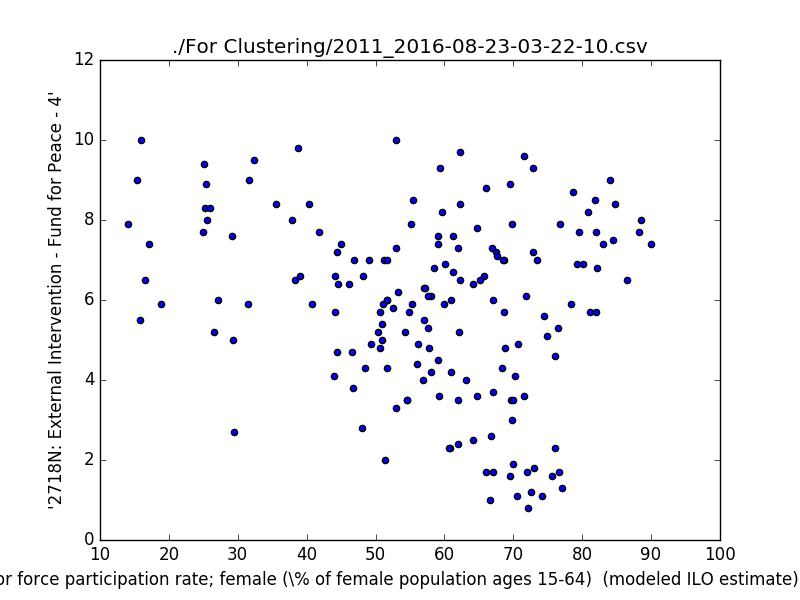 ./For Clustering/2011_2016-08-23-03-22-10.csv
'2718N: External Intervention - Fund for Peace - 4'
12
10
8
6
4
2
0
10 20 30 40 50 60 70 80 90 100
or force participation rate; female (\% of female population ages 15-64) (modeled ILO estimate)